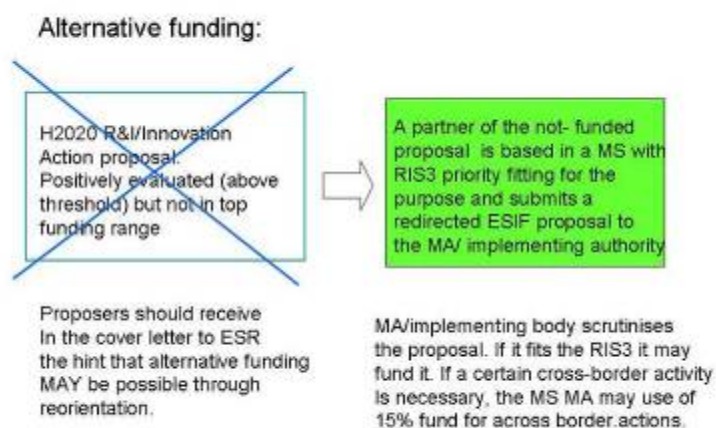 Alternative funding:
H2020 R&I/Innovation
Action proposal.
Positively evaluated (above
threshold) but not in top
funding range
A partner of the not- funded
proposal is based in a MS with
RIS3 priority fitting for the
purpose and submits a
redirected ESIF proposal to
the MA/ implementing authority
Proposers should receive
In the cover letter to ESR
the hint that alternative funding
MAY be possible through
reorientation.
MA/implementing body scrutinises
the proposal. If it fits the RIS3 it may
fund it. If a certain cross-border activity
Is necessary, the MS MA may use of
15% fund for across border.actions.